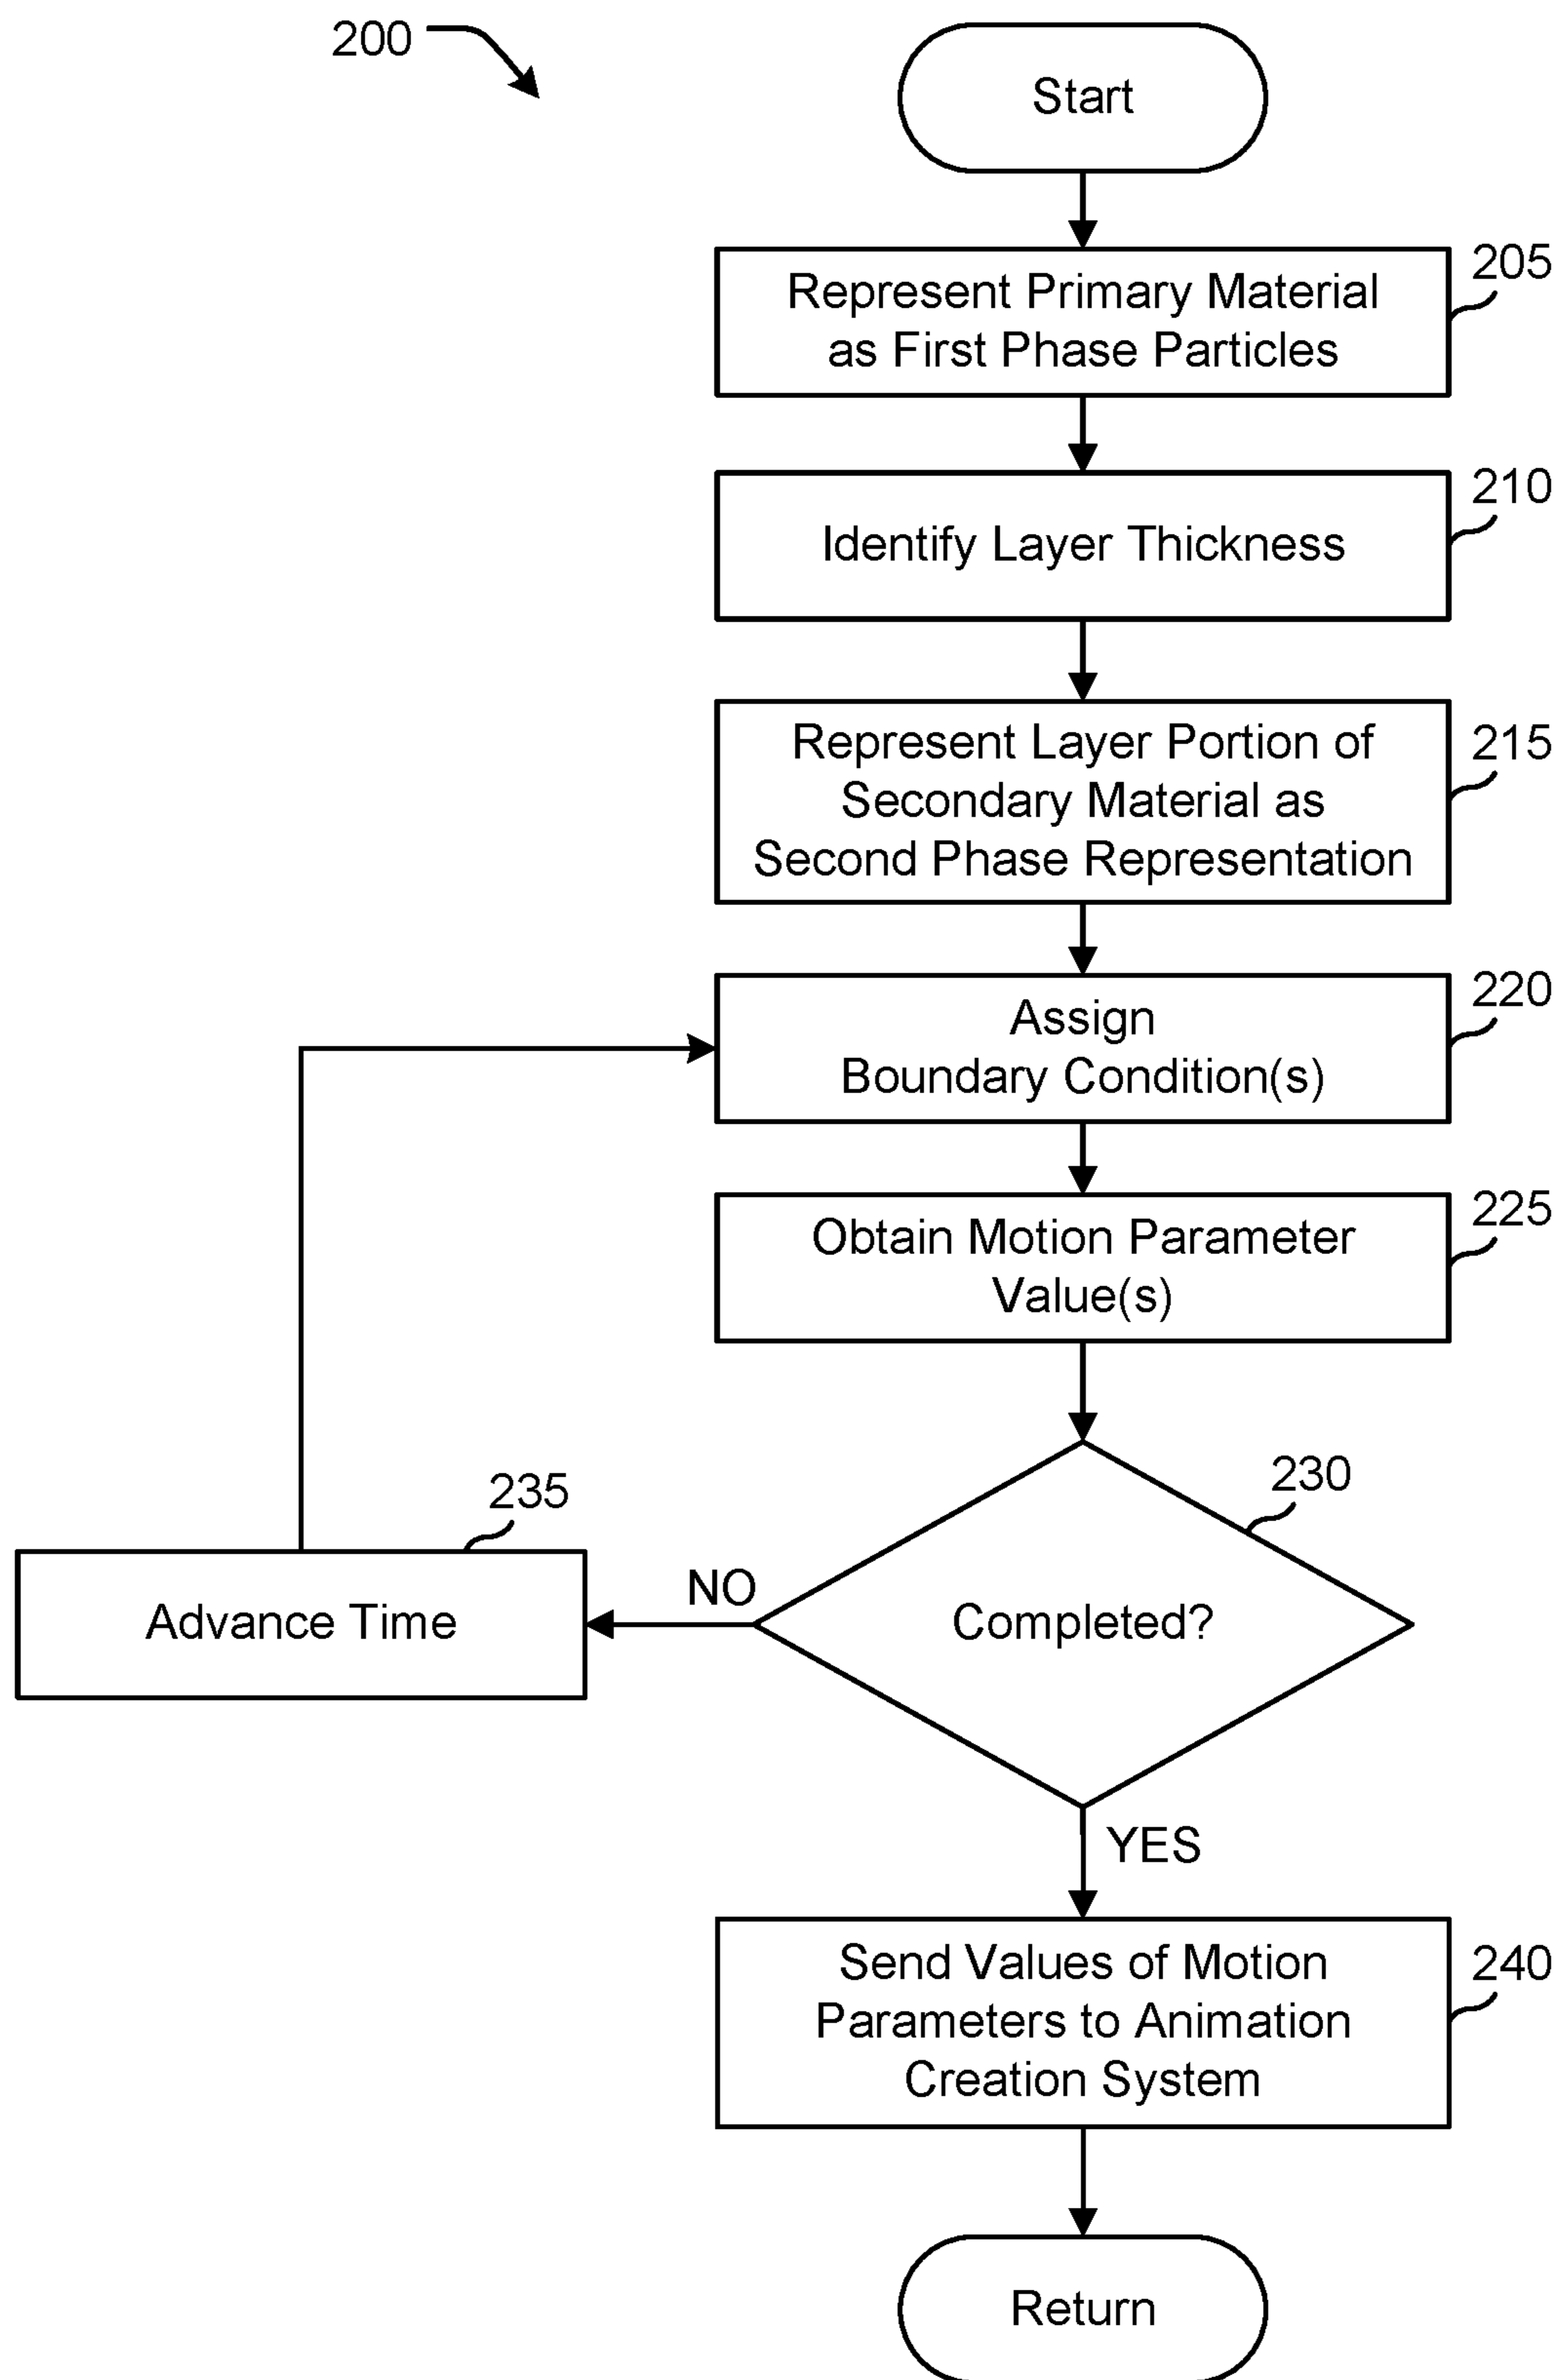 200
Start
205
Represent Primary Material
as First Phase Particles
210
Identify Layer Thickness
215
Represent Layer Portion of
Secondary Material as
Second Phase Representation
220
Assign
Boundary Condition(s)
225
Obtain Motion Parameter
Value(s)
230
Completed?
NO
235
Advance Time
YES
240
Send Values of Motion
Parameters to Animation
Creation System
Return